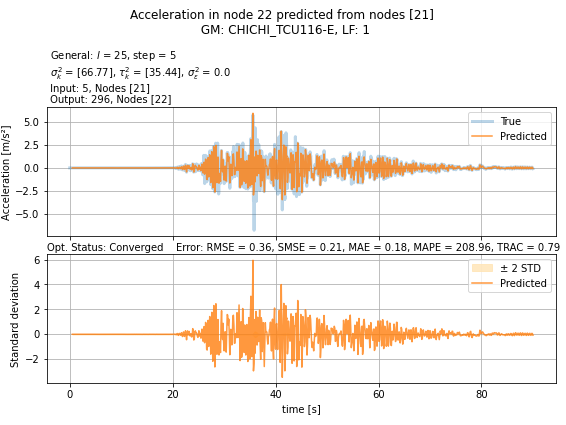 Acceleration in node 22 predicted from nodes [21]
GM: CHICHI_TCU116-E, LF: 1
General: l = 25, step = 5
σ²ₖ = [66.77], τ²ₖ = [35.44], σ²ε = 0.0
Input: 5, Nodes [21]
Output: 296, Nodes [22]
Acceleration [m/s²]
5.0
2.5
0.0
−2.5
−5.0
True
Predicted
Opt. Status: Converged Error: RMSE = 0.36, SMSE = 0.21, MAE = 0.18, MAPE = 208.96, TRAC = 0.79
Standard deviation
6
4
2
0
−2
± 2 STD
Predicted
0 20 40 60 80
time [s]